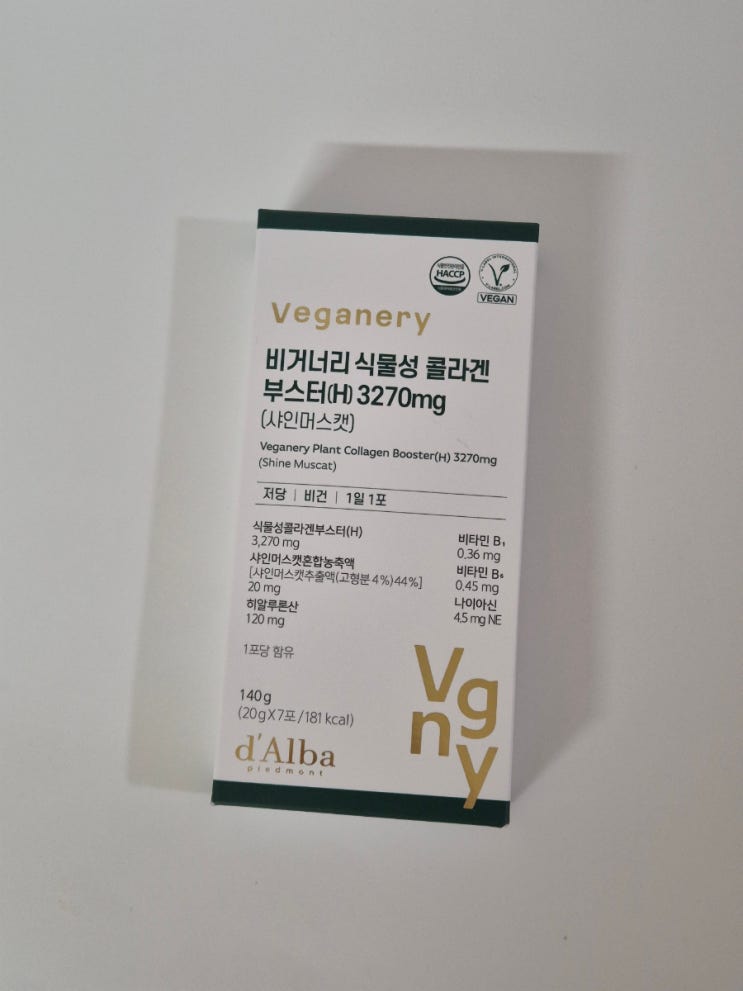 HACCP
VEGAN
Veganery
비거너리 식물성 콜라겐
부스터(H) 3270mg
(샤인머스캣)
Veganery Plant Collagen Booster(H) 3270mg
(Shine Muscat)
저당 | 비건 | 1일 1포
식물성콜라겐부스터(H)
3,270 mg
샤인머스캣혼합농축액
[샤인머스캣추출액(고형분 4%)44%]
20 mg
히알루론산
120 mg
비타민 B₁
0.36 mg
비타민 B₆
0.45 mg
나이아신
4.5 mg NE
1포당 함유
140 g
(20 g X 7포 / 181 kcal)
d'Alba
piedmont
Vg
ny